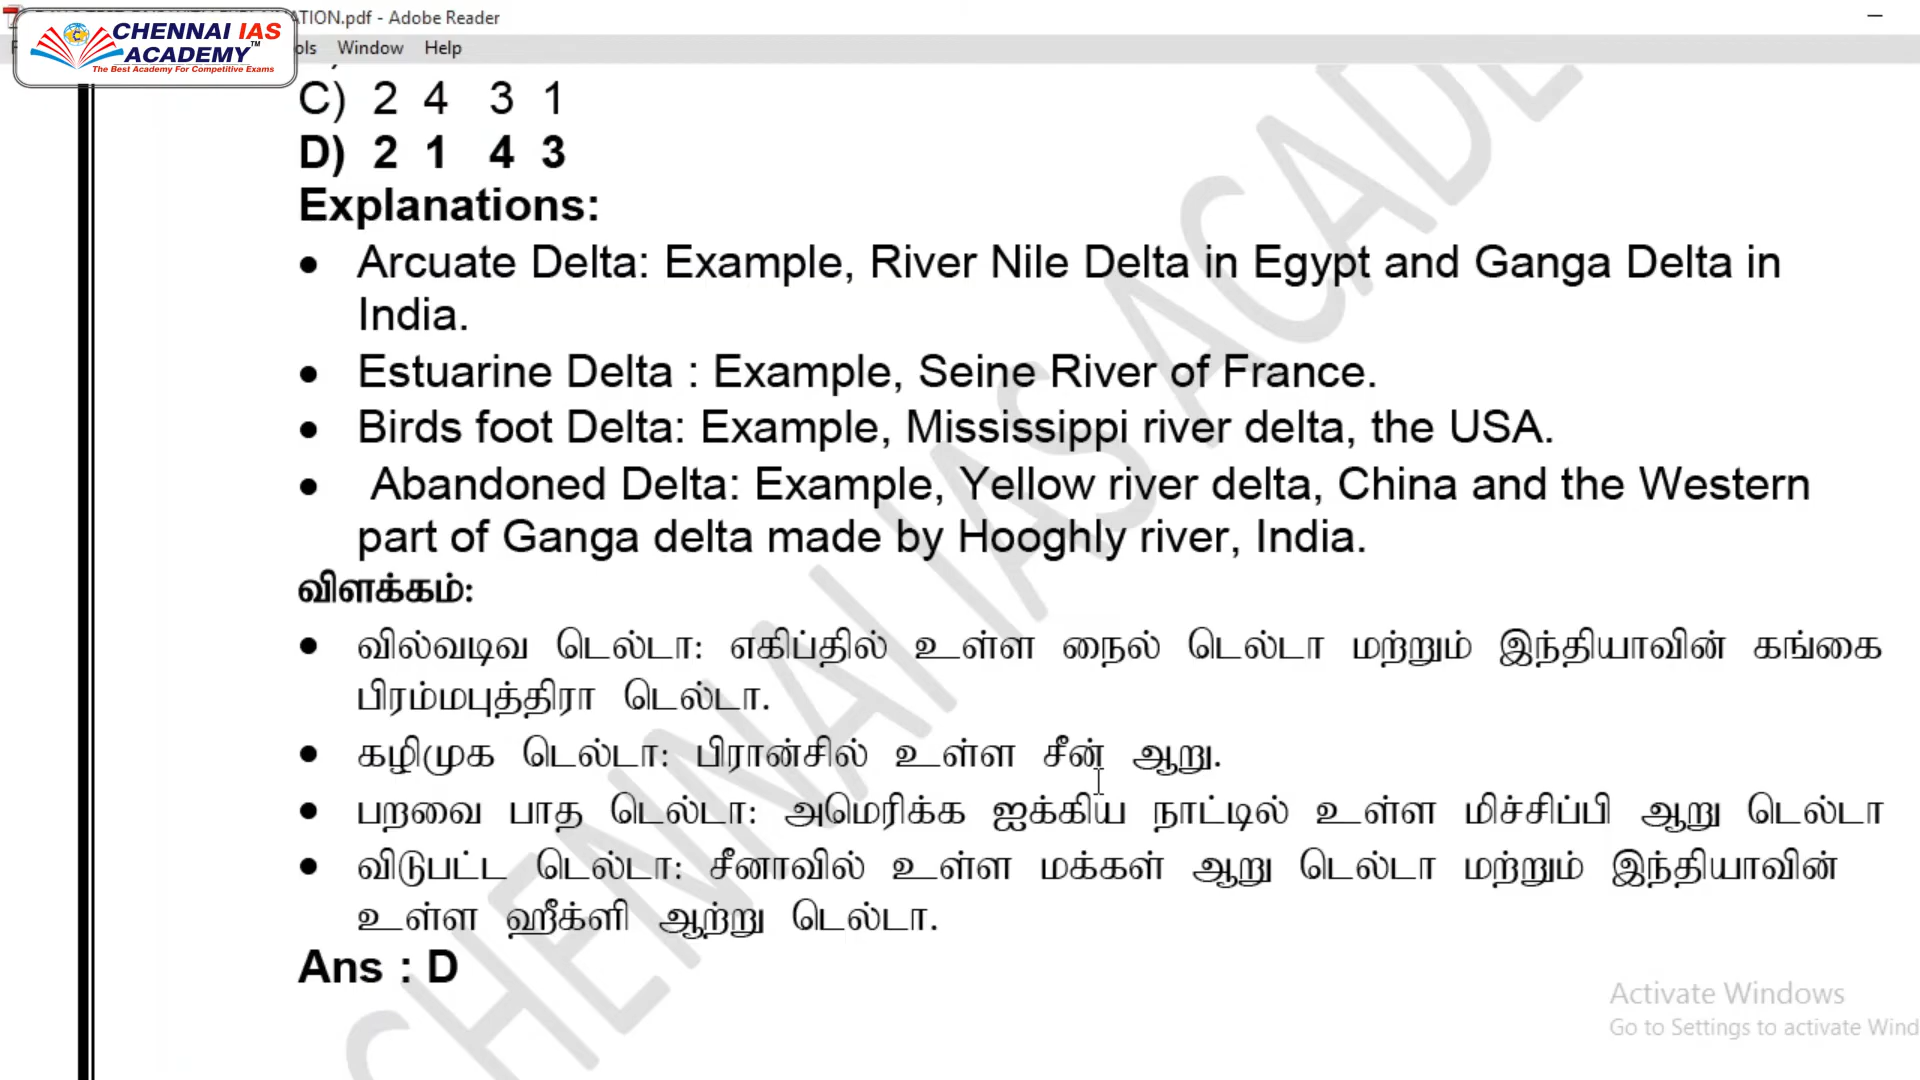 ATION.pdf - Adobe Reader
CHENNAI IAS
ACADEMY™
The Best Academy For Competitive Exams
ols Window Help
C) 2 4 3 1
D) 2 1 4 3
Explanations:
• Arcuate Delta: Example, River Nile Delta in Egypt and Ganga Delta in
India.
• Estuarine Delta : Example, Seine River of France.
• Birds foot Delta: Example, Mississippi river delta, the USA.
• Abandoned Delta: Example, Yellow river delta, China and the Western
part of Ganga delta made by Hooghly river, India.
விளக்கம்:
• வில்வடிவ டெல்டா: எகிப்தில் உள்ள நைல் டெல்டா மற்றும் இந்தியாவின் கங்கை
பிரம்மபுத்திரா டெல்டா.
• கழிமுக டெல்டா: பிரான்சில் உள்ள சீன் ஆறு.
• பறவை பாத டெல்டா: அமெரிக்க ஐக்கிய நாட்டில் உள்ள மிச்சிப்பி ஆறு டெல்டா
• விடுபட்ட டெல்டா: சீனாவில் உள்ள மக்கள் ஆறு டெல்டா மற்றும் இந்தியாவின்
உள்ள ஹீக்ளி ஆற்று டெல்டா.
Ans : D
CHENNAI IAS ACADEM
Activate Windows
Go to Settings to activate Wind